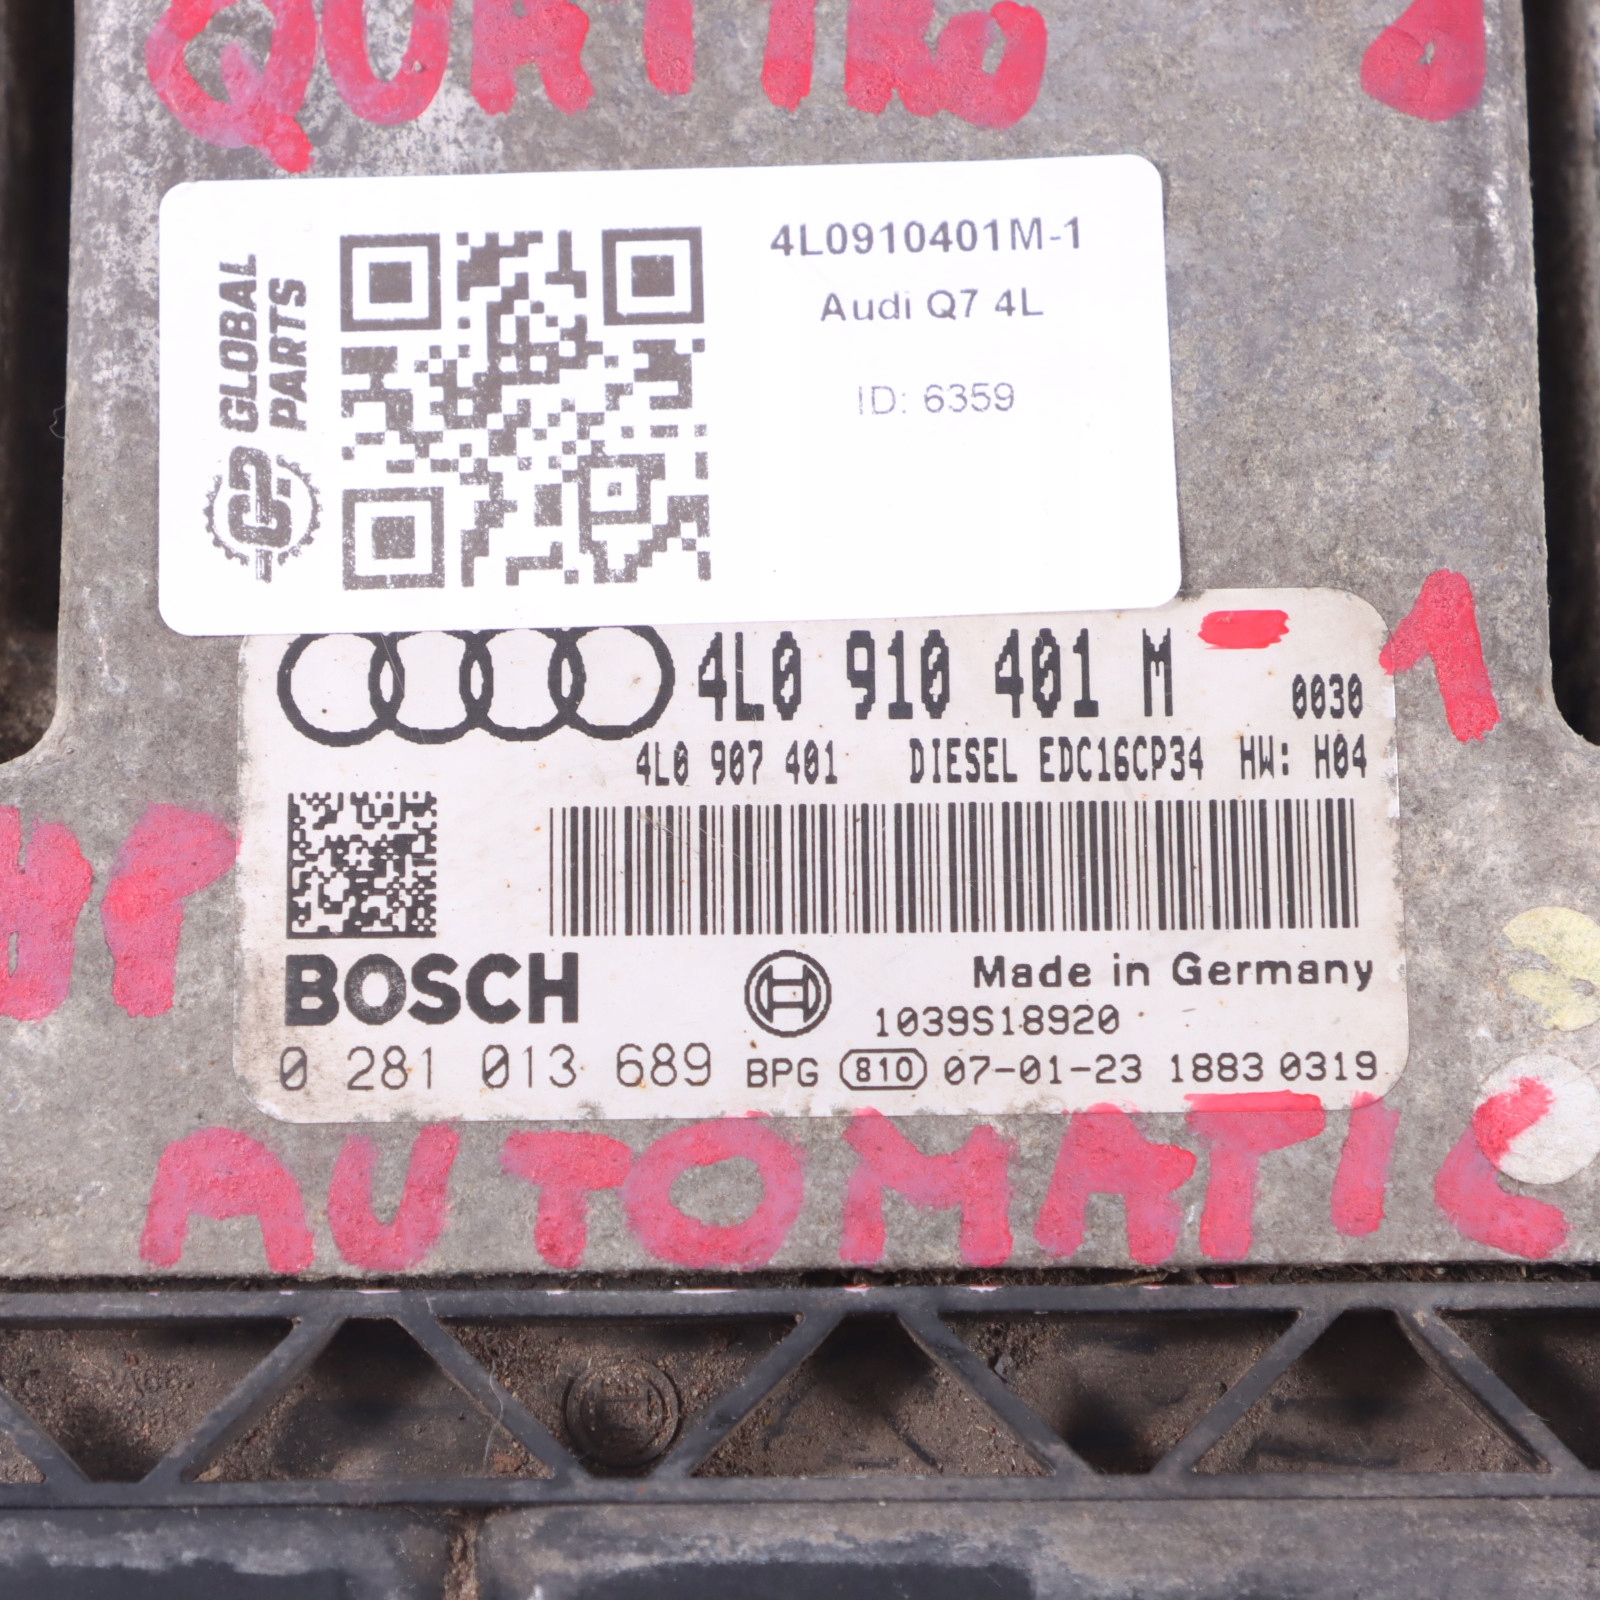 QUATTRO
GLOBAL
PARTS
4L0910401M-1
Audi Q7 4L
ID: 6359
4L0 910 401 M - 1
0030
4L0 907 401 DIESEL EDC16CP34 HW: H04
BOSCH
Made in Germany
1039S18920
0 281 013 689 BPG 810 07-01-23 1883 0319
AUTOMATIC